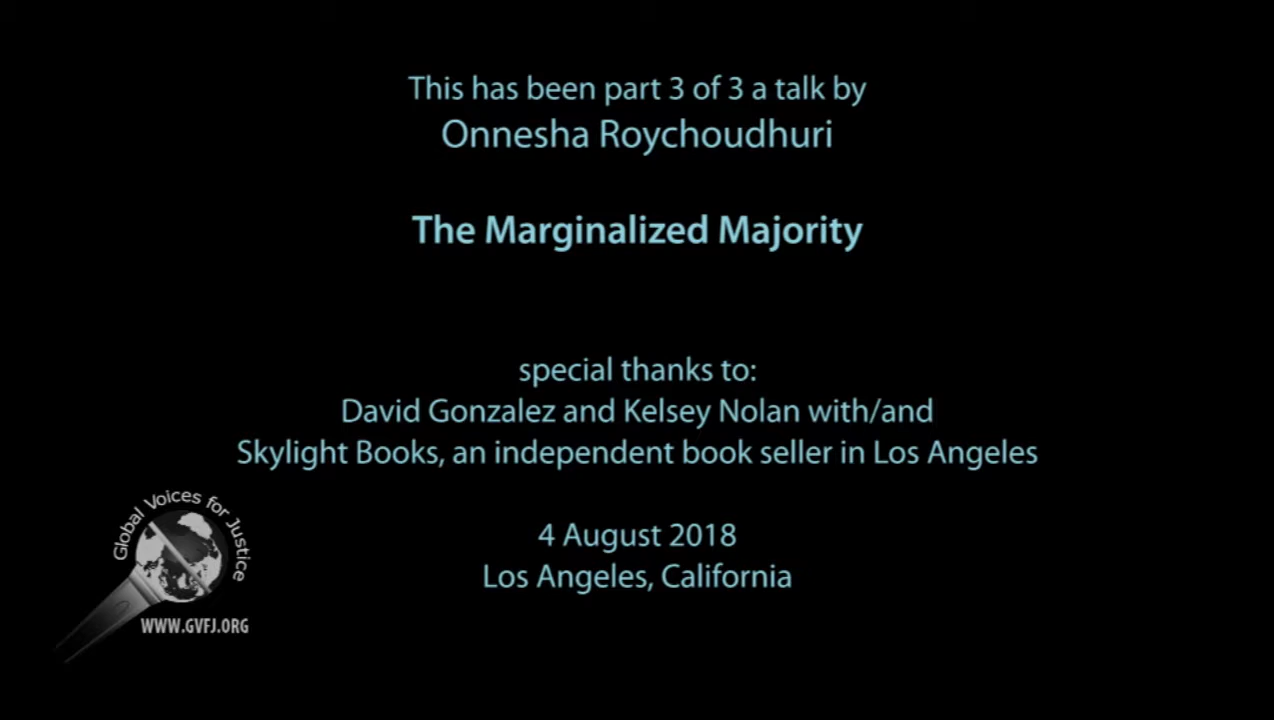 This has been part 3 of 3 a talk by
Onnesha Roychoudhuri
The Marginalized Majority
special thanks to:
David Gonzalez and Kelsey Nolan with/and
Skylight Books, an independent book seller in Los Angeles
4 August 2018
Los Angeles, California
Global Voices for Justice
WWW.GVFJ.ORG